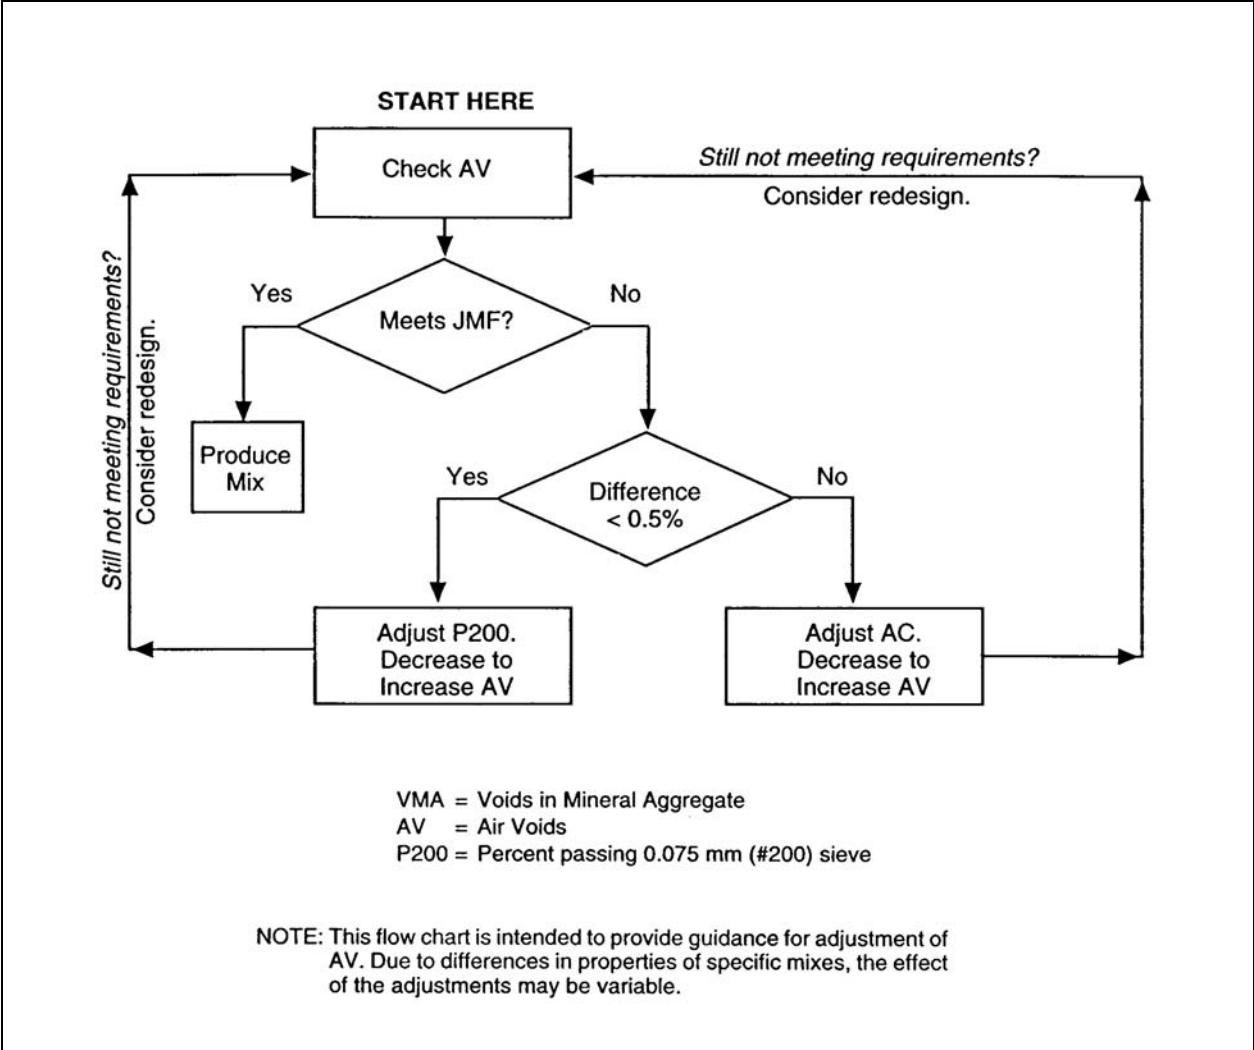 START HERE
Check AV
Still not meeting requirements?
Consider redesign.
Still not meeting requirements?
Consider redesign.
Yes
No
Meets JMF?
Produce
Mix
Yes
No
Difference
< 0.5%
Adjust P200.
Decrease to
Increase AV
Adjust AC.
Decrease to
Increase AV
VMA = Voids in Mineral Aggregate
AV = Air Voids
P200 = Percent passing 0.075 mm (#200) sieve
NOTE: This flow chart is intended to provide guidance for adjustment of
AV. Due to differences in properties of specific mixes, the effect
of the adjustments may be variable.